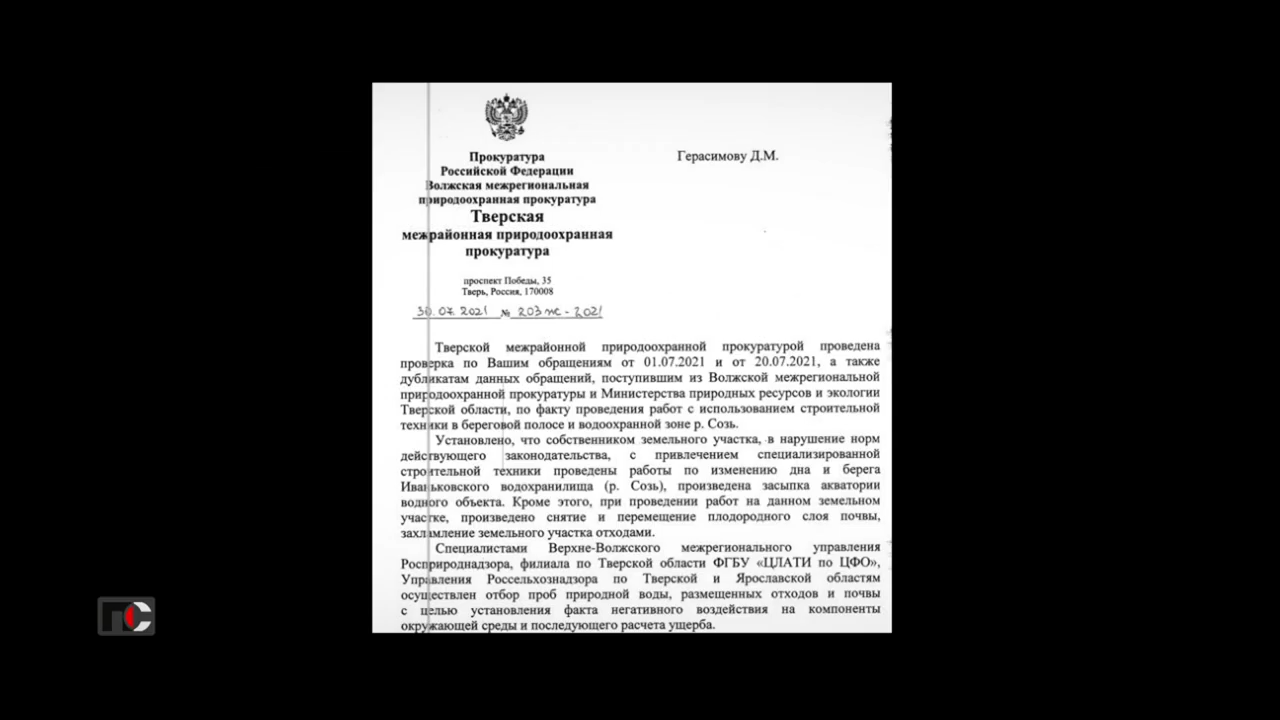 Прокуратура
Российской Федерации
Волжская межрегиональная
природоохранная прокуратура
Тверская
межрайонная природоохранная
прокуратура
проспект Победы, 35
Тверь, Россия, 170008
30.07.2021 № 203ж-2021
Герасимову Д.М.
Тверской межрайонной природоохранной прокуратурой проведена
проверка по Вашим обращениям от 01.07.2021 и от 20.07.2021, а также
дубликатам данных обращений, поступившим из Волжской межрегиональной
природоохранной прокуратуры и Министерства природных ресурсов и экологии
Тверской области, по факту проведения работ с использованием строительной
техники в береговой полосе и водоохранной зоне р. Созь.
Установлено, что собственником земельного участка, в нарушение норм
действующего законодательства, с привлечением специализированной
строительной техники проведены работы по изменению дна и берега
Иваньковского водохранилища (р. Созь), произведена засыпка акватории
водного объекта. Кроме этого, при проведении работ на данном земельном
участке, произведено снятие и перемещение плодородного слоя почвы,
захламление земельного участка отходами.
Специалистами Верхне-Волжского межрегионального управления
Росприроднадзора, филиала по Тверской области ФГБУ «ЦЛАТИ по ЦФО»,
Управления Россельхознадзора по Тверской и Ярославской областям
осуществлен отбор проб природной воды, размещенных отходов и почвы
с целью установления факта негативного воздействия на компоненты
окружающей среды и последующего расчета ущерба.
ПС